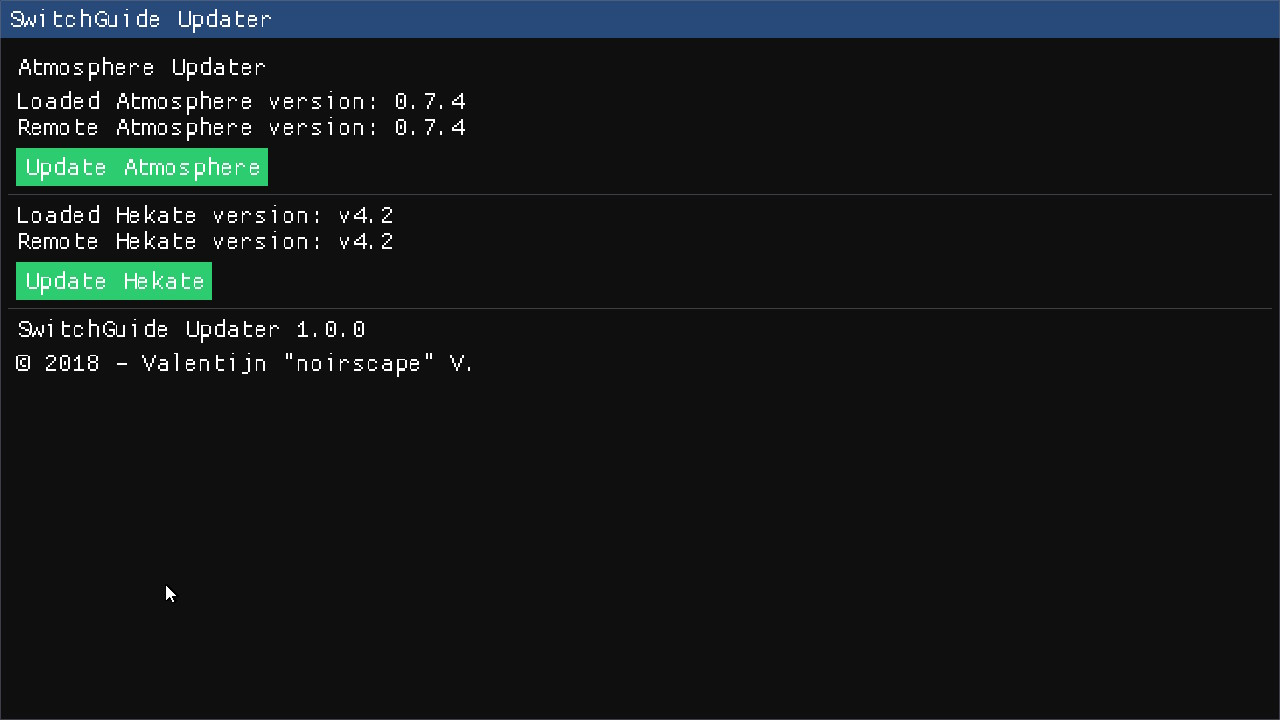 SwitchGuide Updater
Atmosphere Updater
Loaded Atmosphere version: 0.7.4
Remote Atmosphere version: 0.7.4
Update Atmosphere
Loaded Hekate version: v4.2
Remote Hekate version: v4.2
Update Hekate
SwitchGuide Updater 1.0.0
© 2018 - Valentijn "noirscape" V.